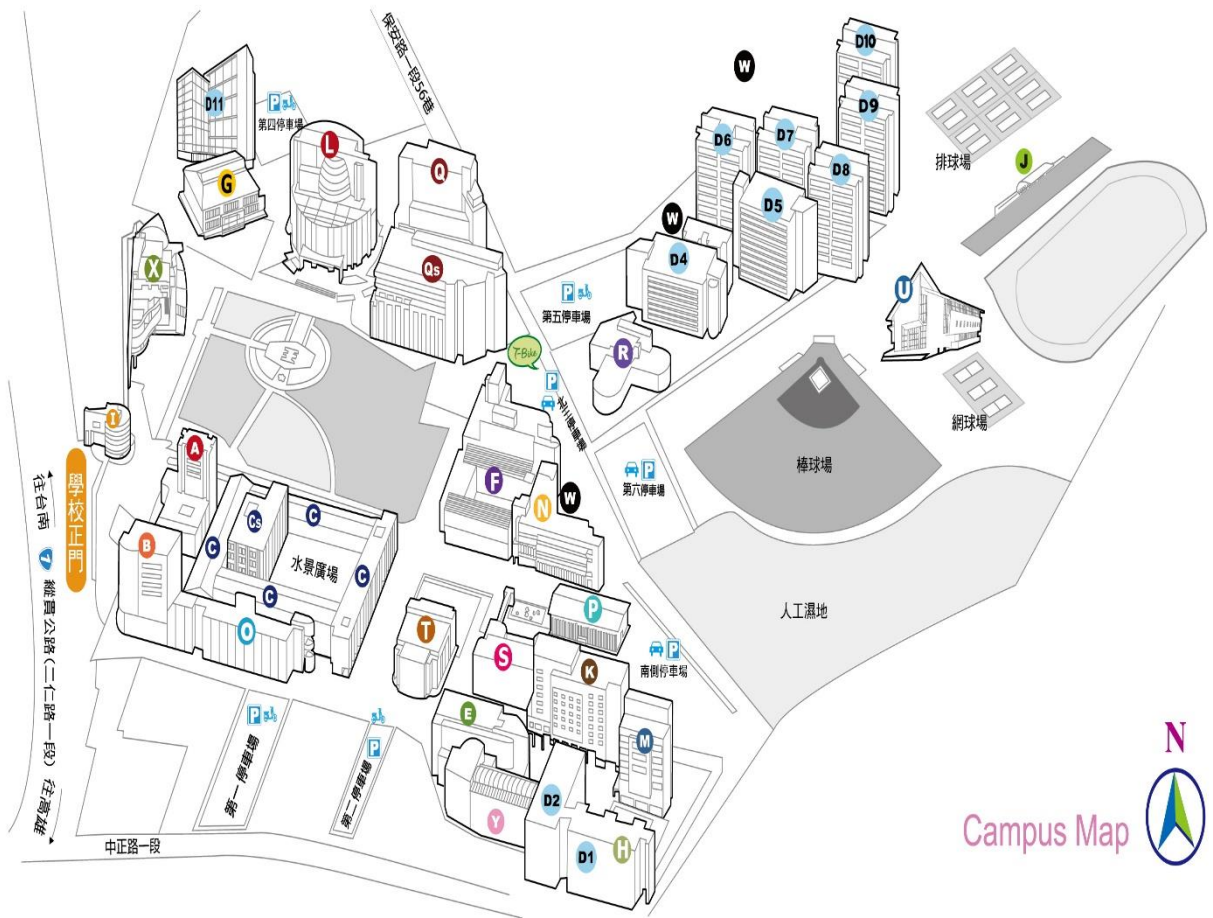 保安路一段56巷
D10
W
D11
P
第四停車場
D9
D6
D7
L
D8
排球場
J
Q
G
D5
W
D4
X
Qs
U
P
第五停車場
T-Bike
R
P
第三停車場
網球場
I
A
棒球場
P
第六停車場
F
N
W
學校正門
往台南
1
縱貫公路(二仁路一段)
往高雄
Cs
C
B
C
水景廣場
C
C
P
人工濕地
O
T
S
P
南側停車場
K
P
第一停車場
E
M
P
第二停車場
D2
Y
中正路一段
D1
H
N
Campus Map